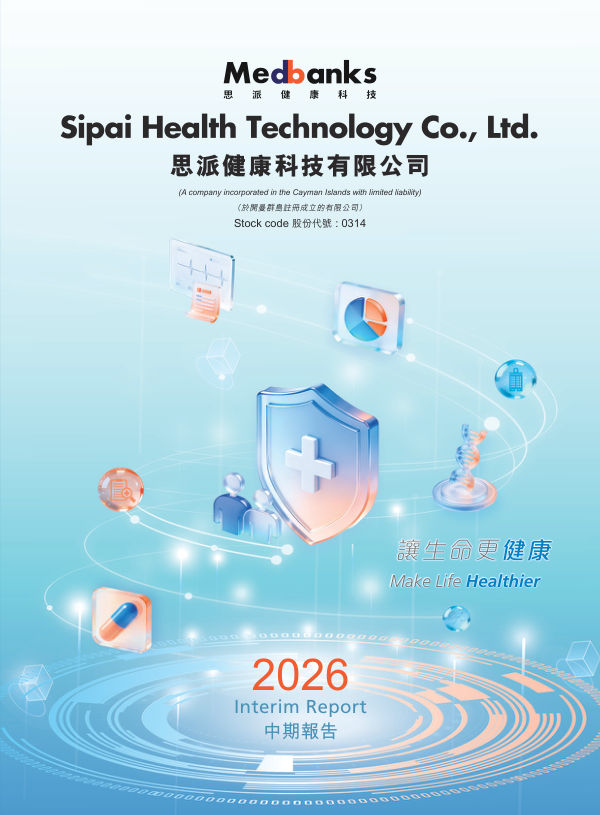 Medbanks
思派健康科技
Sipai Health Technology Co., Ltd.
思派健康科技有限公司
(A company incorporated in the Cayman Islands with limited liability)
（於開曼群島註冊成立的有限公司）
Stock code 股份代號 : 0314
讓生命更健康
Make Life Healthier
2026
Interim Report
中期報告